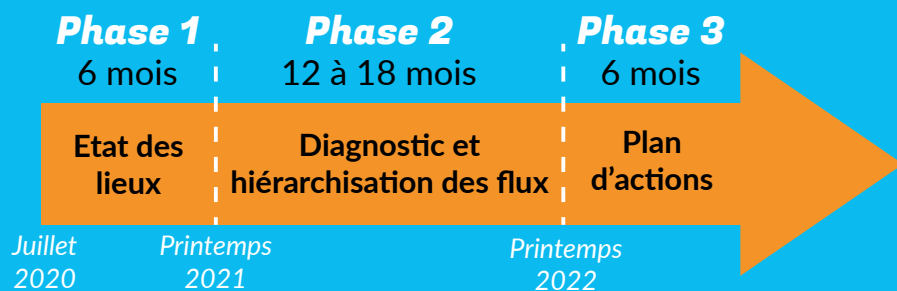 Phase 1
6 mois
Phase 2
12 à 18 mois
Phase 3
6 mois
Etat des
lieux
Diagnostic et
hiérarchisation des flux
Plan
d’actions
Juillet
2020
Printemps
2021
Printemps
2022